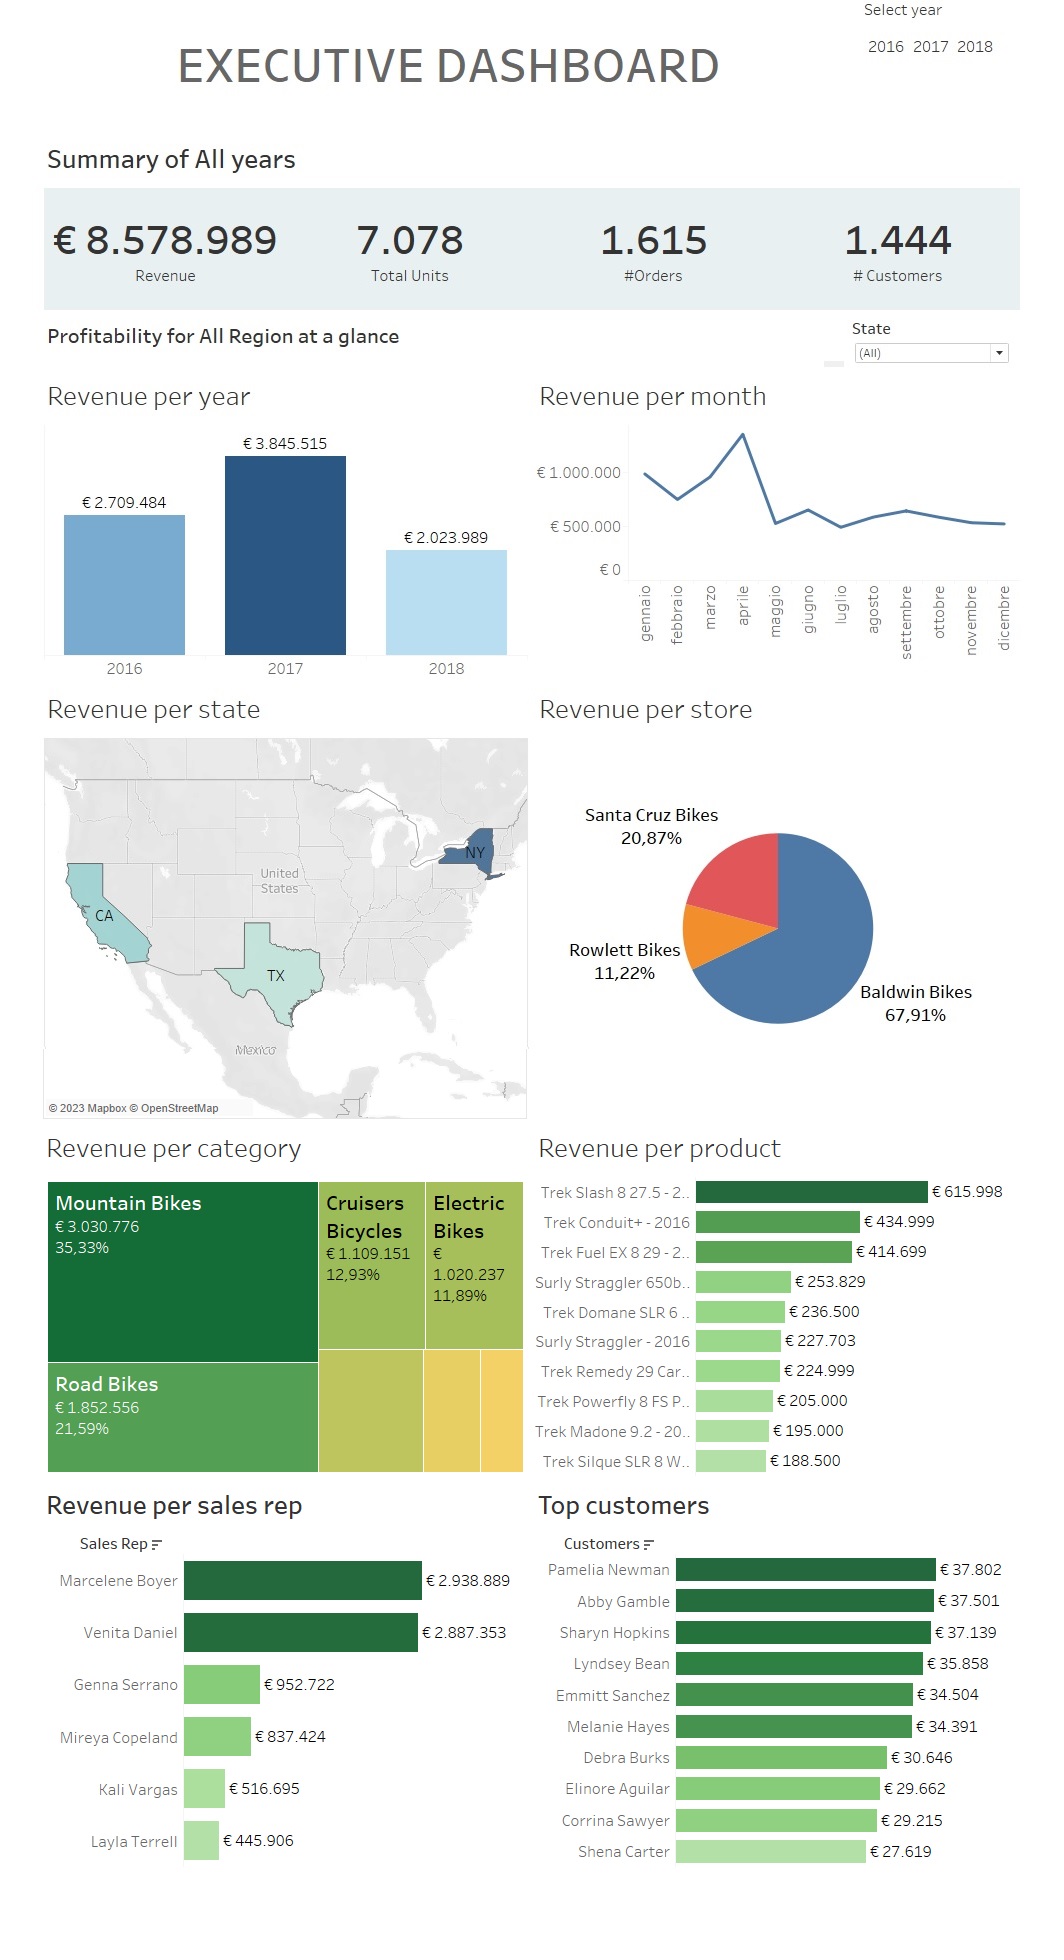 Select year
2016 2017 2018
EXECUTIVE DASHBOARD
Summary of All years
€ 8.578.989
Revenue
7.078
Total Units
1.615
#Orders
1.444
# Customers
Profitability for All Region at a glance
State
(All)
Revenue per year
€ 2.709.484
€ 3.845.515
€ 2.023.989
2016
2017
2018
Revenue per month
€ 1.000.000
€ 500.000
€ 0
gennaio
febbraio
marzo
aprile
maggio
giugno
luglio
agosto
settembre
ottobre
novembre
dicembre
Revenue per state
NY
United
States
CA
TX
Mexico
© 2023 Mapbox © OpenStreetMap
Revenue per store
Santa Cruz Bikes
20,87%
Rowlett Bikes
11,22%
Baldwin Bikes
67,91%
Revenue per category
Mountain Bikes
€ 3.030.776
35,33%
Road Bikes
€ 1.852.556
21,59%
Cruisers
Bicycles
€ 1.109.151
12,93%
Electric
Bikes
€
1.020.237
11,89%
Revenue per product
Trek Slash 8 27.5 - 2.. € 615.998
Trek Conduit+ - 2016 € 434.999
Trek Fuel EX 8 29 - 2.. € 414.699
Surly Straggler 650b.. € 253.829
Trek Domane SLR 6 .. € 236.500
Surly Straggler - 2016 € 227.703
Trek Remedy 29 Car.. € 224.999
Trek Powerfly 8 FS P.. € 205.000
Trek Madone 9.2 - 20.. € 195.000
Trek Silque SLR 8 W.. € 188.500
Revenue per sales rep
Sales Rep
Marcelene Boyer € 2.938.889
Venita Daniel € 2.887.353
Genna Serrano € 952.722
Mireya Copeland € 837.424
Kali Vargas € 516.695
Layla Terrell € 445.906
Top customers
Customers
Pamelia Newman € 37.802
Abby Gamble € 37.501
Sharyn Hopkins € 37.139
Lyndsey Bean € 35.858
Emmitt Sanchez € 34.504
Melanie Hayes € 34.391
Debra Burks € 30.646
Elinore Aguilar € 29.662
Corrina Sawyer € 29.215
Shena Carter € 27.619